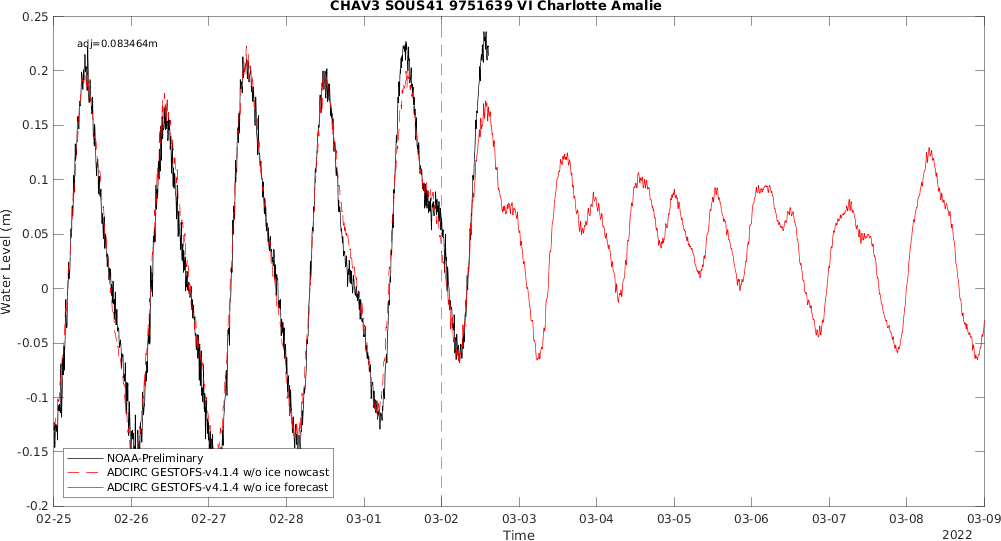 CHAV3 SOUS41 9751639 VI Charlotte Amalie
adj=0.083464m
0.25
0.2
0.15
0.1
0.05
0
-0.05
-0.1
-0.15
-0.2
Water Level (m)
NOAA-Preliminary
ADCIRC GESTOFS-v4.1.4 w/o ice nowcast
ADCIRC GESTOFS-v4.1.4 w/o ice forecast
02-25 02-26 02-27 02-28 03-01 03-02 03-03 03-04 03-05 03-06 03-07 03-08 03-09
Time
2022